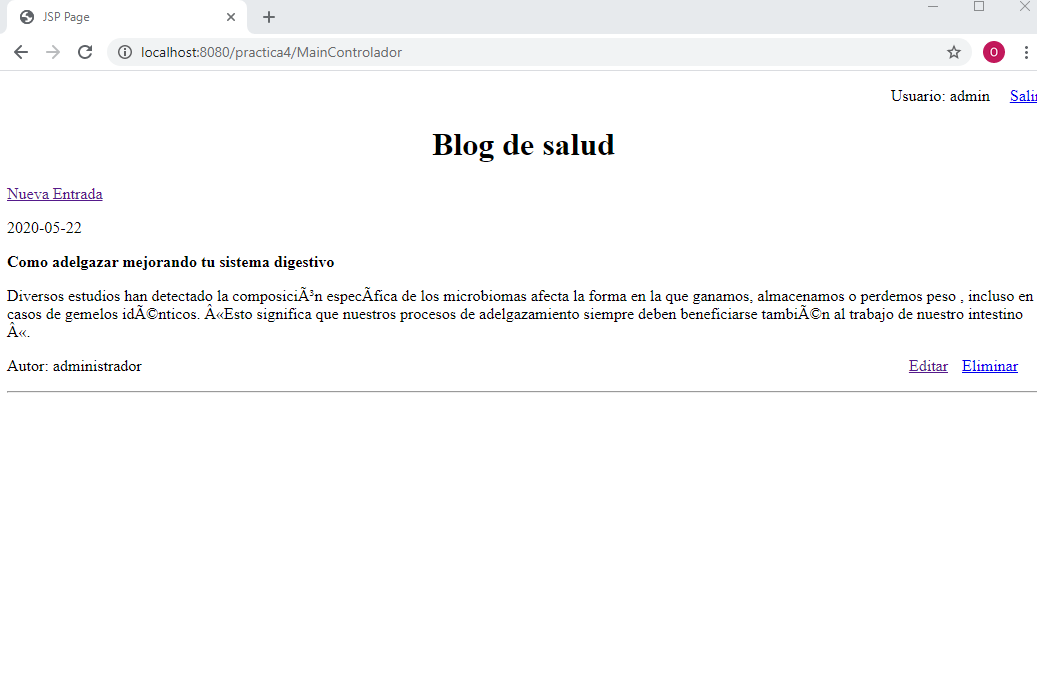 JSP Page
localhost:8080/practica4/MainControlador
O
Usuario: admin Salir
Blog de salud
Nueva Entrada
2020-05-22
Como adelgazar mejorando tu sistema digestivo
Diversos estudios han detectado la composiciÃ³n especÃ­fica de los microbiomas afecta la forma en la que ganamos, almacenamos o perdemos peso , incluso en
casos de gemelos idÃ©nticos. Â«Esto significa que nuestros procesos de adelgazamiento siempre deben beneficiarse tambiÃ©n al trabajo de nuestro intestino
Â«.
Autor: administrador Editar Eliminar